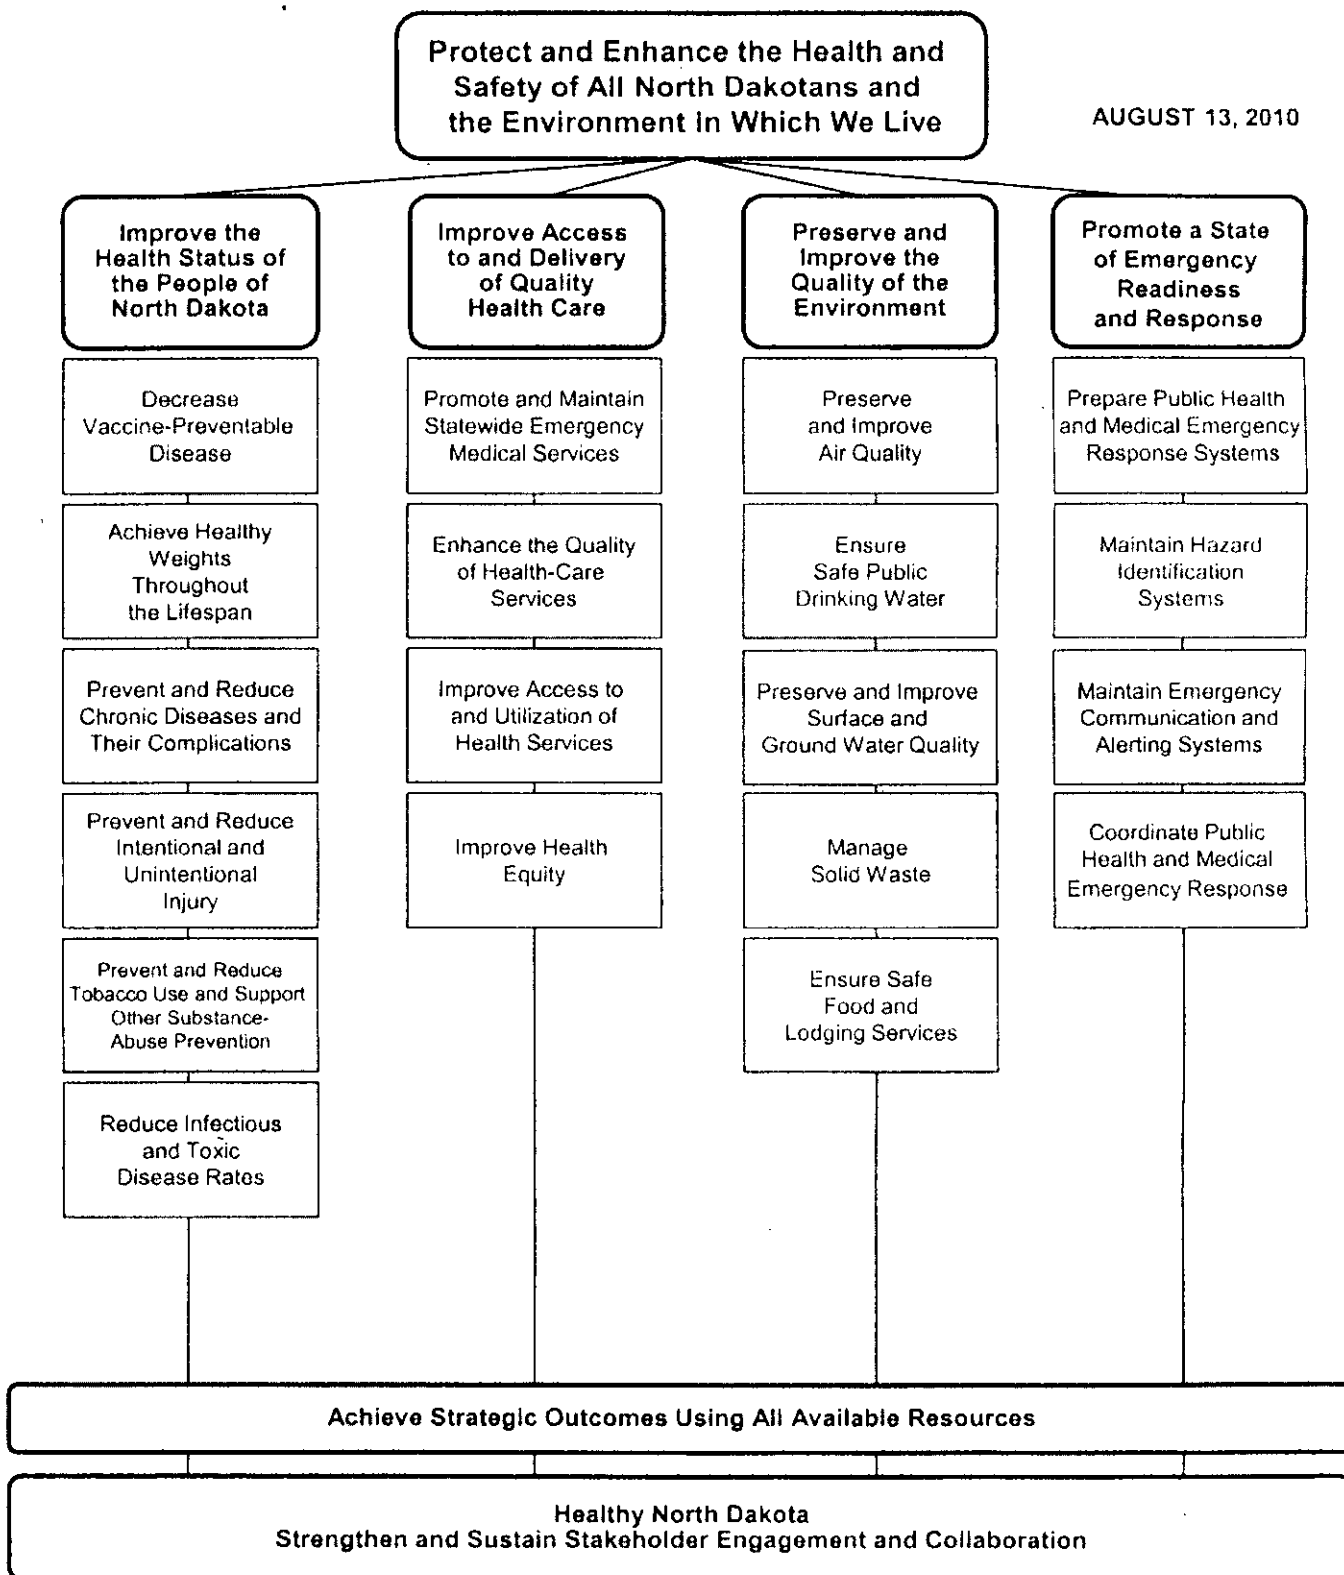 Protect and Enhance the Health and
Safety of All North Dakotans and
the Environment in Which We Live
AUGUST 13, 2010
Improve the
Health Status of
the People of
North Dakota
Decrease
Vaccine-Preventable
Disease
Achieve Healthy
Weights
Throughout
the Lifespan
Prevent and Reduce
Chronic Diseases and
Their Complications
Prevent and Reduce
Intentional and
Unintentional
Injury
Prevent and Reduce
Tobacco Use and Support
Other Substance-
Abuse Prevention
Reduce Infectious
and Toxic
Disease Rates
Improve Access
to and Delivery
of Quality
Health Care
Promote and Maintain
Statewide Emergency
Medical Services
Enhance the Quality
of Health-Care
Services
Improve Access to
and Utilization of
Health Services
Improve Health
Equity
Preserve and
Improve the
Quality of the
Environment
Preserve
and Improve
Air Quality
Ensure
Safe Public
Drinking Water
Preserve and Improve
Surface and
Ground Water Quality
Manage
Solid Waste
Ensure Safe
Food and
Lodging Services
Promote a State
of Emergency
Readiness
and Response
Prepare Public Health
and Medical Emergency
Response Systems
Maintain Hazard
Identification
Systems
Maintain Emergency
Communication and
Alerting Systems
Coordinate Public
Health and Medical
Emergency Response
Achieve Strategic Outcomes Using All Available Resources
Healthy North Dakota
Strengthen and Sustain Stakeholder Engagement and Collaboration